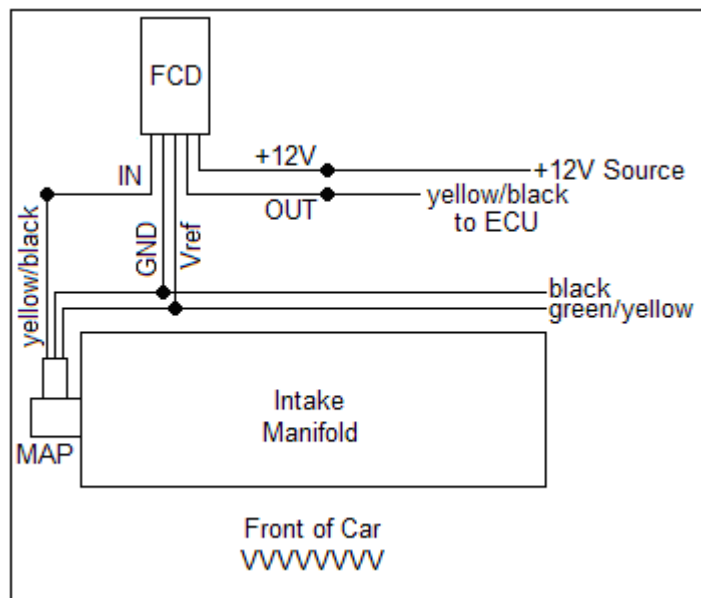 FCD
+12V
+12V Source
IN
OUT
yellow/black
to ECU
yellow/black
GND
Vref
black
green/yellow
Intake
Manifold
MAP
Front of Car
VVVVVVVV